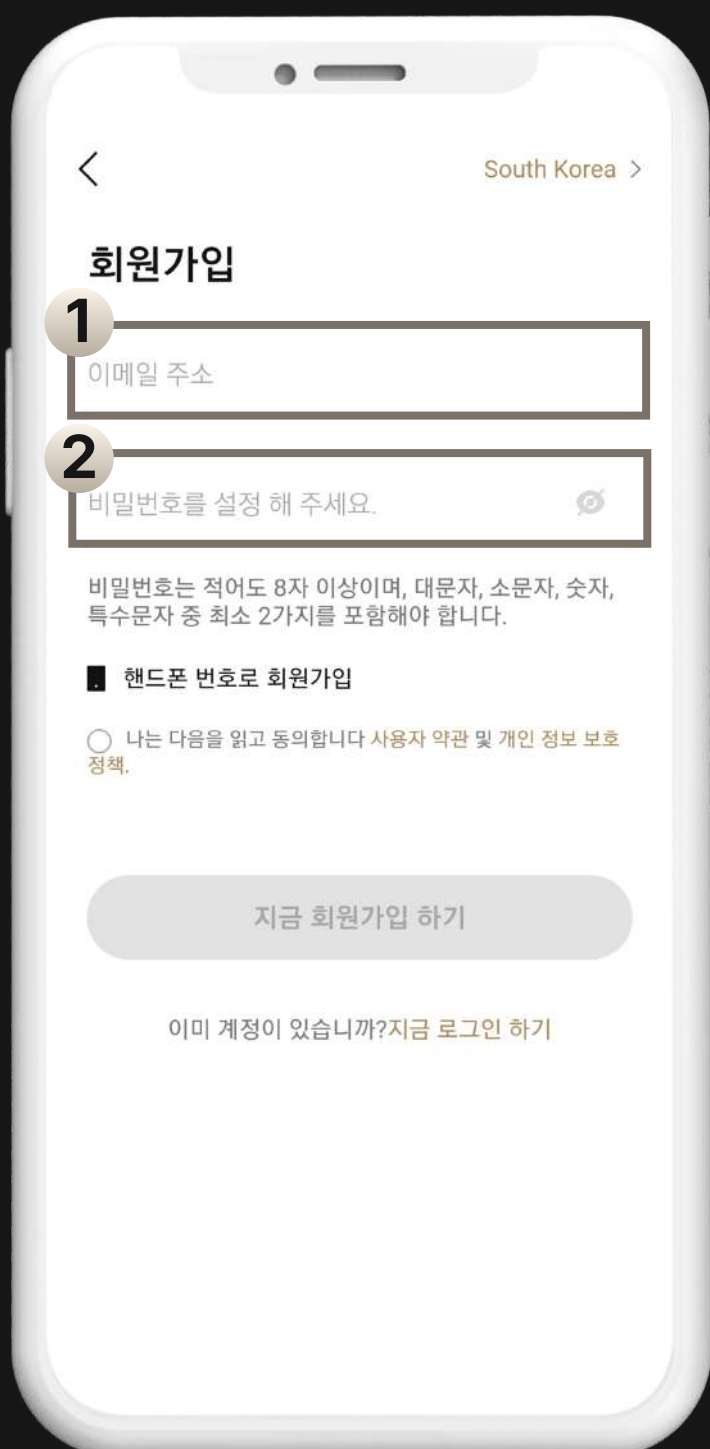 South Korea >
회원가입
1
이메일 주소
2
비밀번호를 설정 해 주세요.
비밀번호는 적어도 8자 이상이며, 대문자, 소문자, 숫자,
특수문자 중 최소 2가지를 포함해야 합니다.
핸드폰 번호로 회원가입
나는 다음을 읽고 동의합니다 사용자 약관 및 개인 정보 보호
정책.
지금 회원가입 하기
이미 계정이 있습니까?지금 로그인 하기